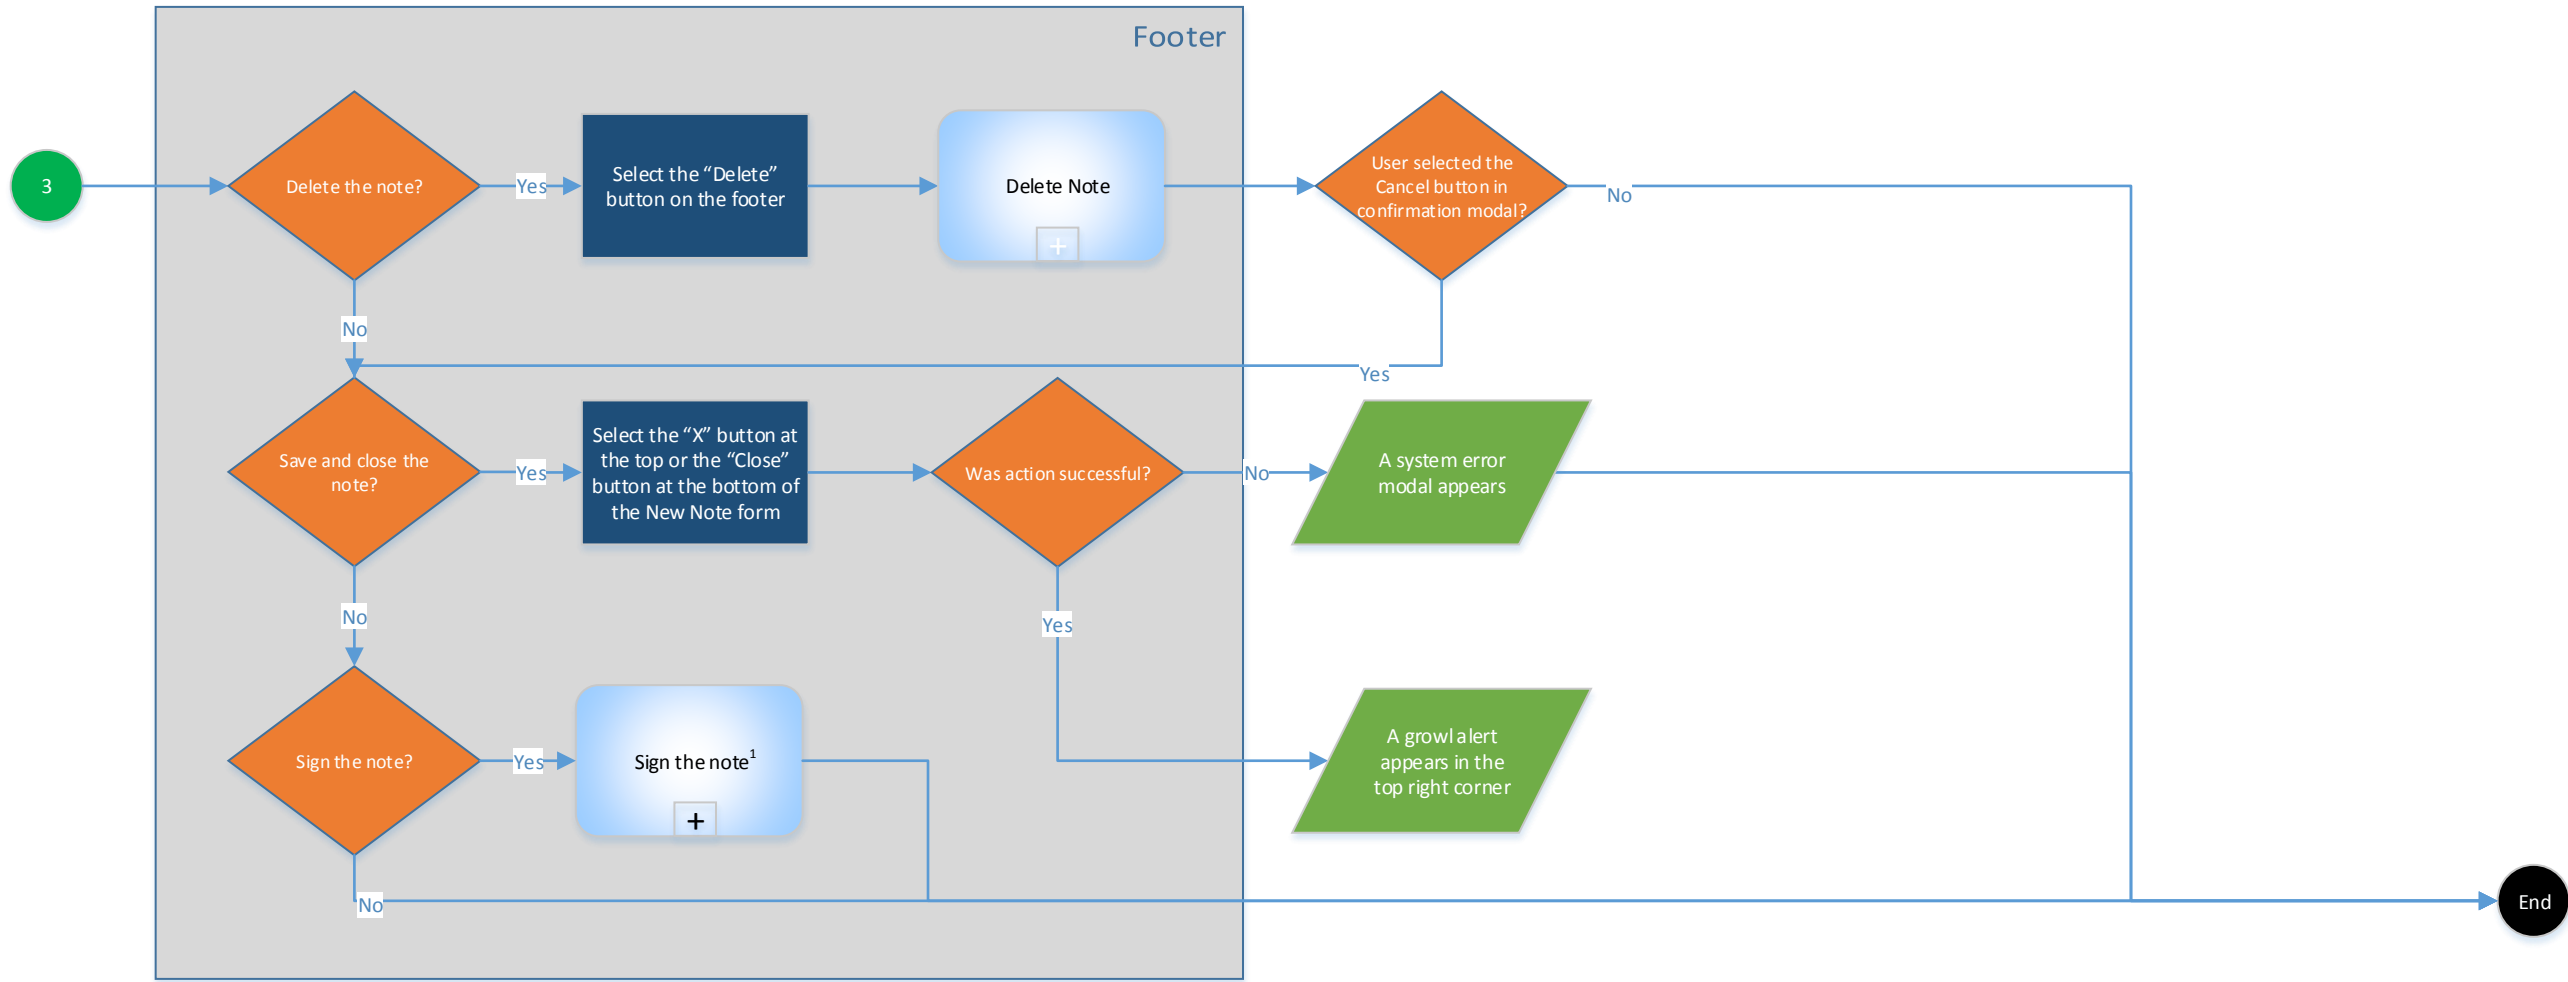 Footer
3
Delete the note?
Yes
Select the “Delete”
button on the footer
Delete Note
+
User selected the
Cancel button in
confirmation modal?
No
No
Yes
Save and close the
note?
Yes
Select the “X” button at
the top or the “Close”
button at the bottom of
the New Note form
Was action successful?
No
A system error
modal appears
No
Yes
Sign the note?
Yes
Sign the note¹
+
A growl alert
appears in the
top right corner
No
End